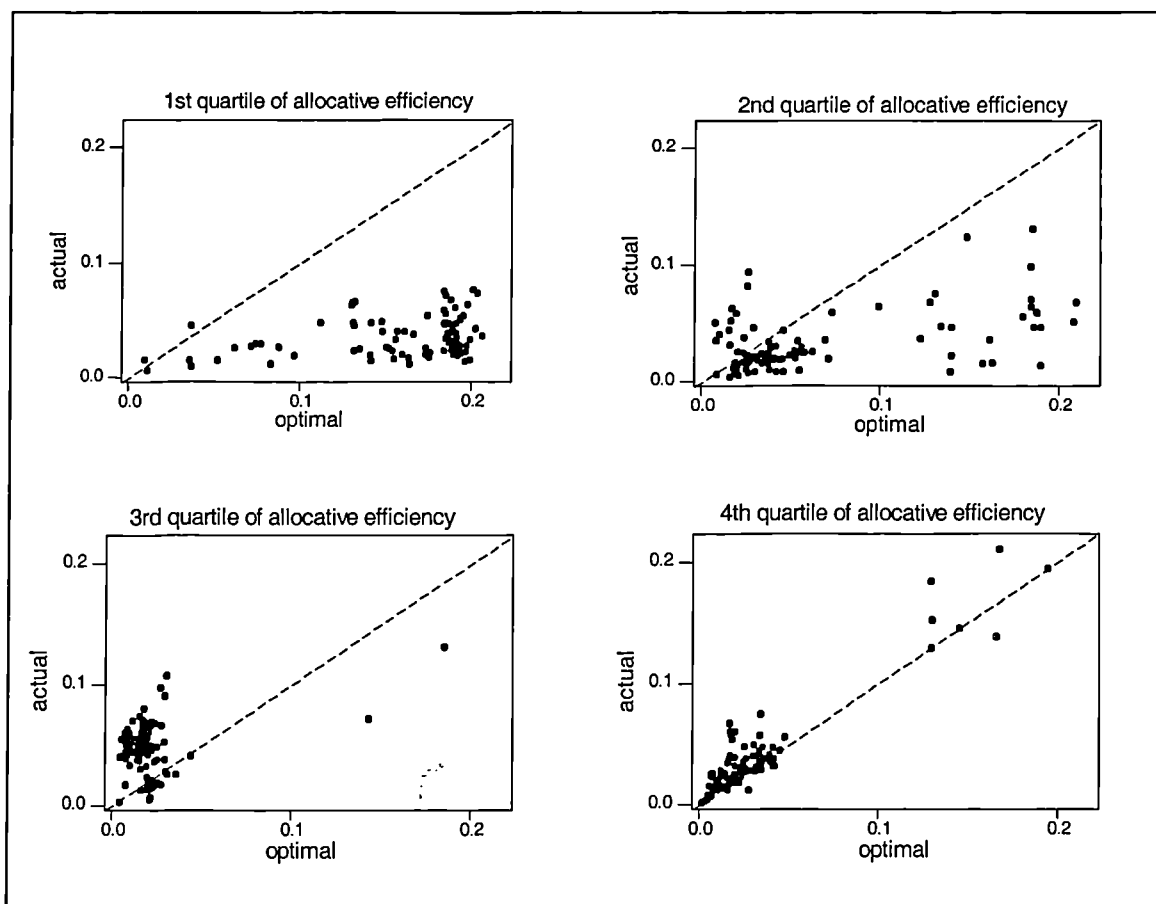 1st quartile of allocative efficiency
0.2
0.1
0.0
actual
0.0 0.1 0.2
optimal
2nd quartile of allocative efficiency
0.2
0.1
0.0
actual
0.0 0.1 0.2
optimal
3rd quartile of allocative efficiency
0.2
0.1
0.0
actual
0.0 0.1 0.2
optimal
4th quartile of allocative efficiency
0.2
0.1
0.0
actual
0.0 0.1 0.2
optimal